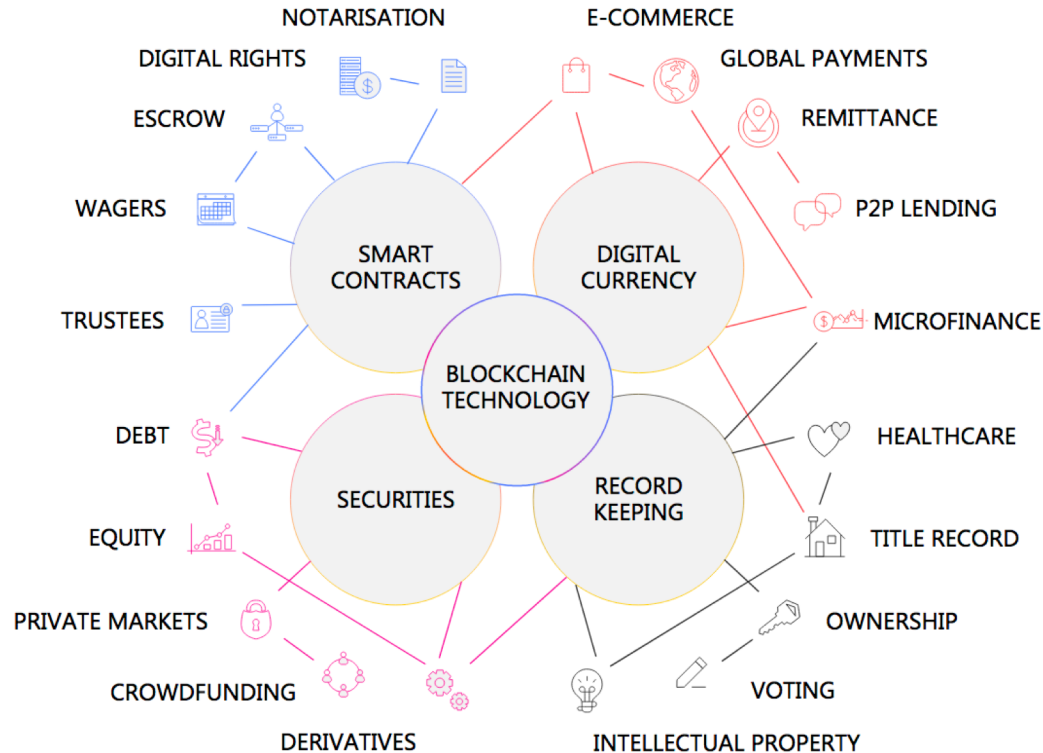 NOTARISATION
E-COMMERCE
DIGITAL RIGHTS
GLOBAL PAYMENTS
ESCROW
REMITTANCE
WAGERS
P2P LENDING
SMART
CONTRACTS
DIGITAL
CURRENCY
TRUSTEES
MICROFINANCE
BLOCKCHAIN
TECHNOLOGY
DEBT
HEALTHCARE
SECURITIES
RECORD
KEEPING
EQUITY
TITLE RECORD
PRIVATE MARKETS
OWNERSHIP
CROWDFUNDING
VOTING
DERIVATIVES
INTELLECTUAL PROPERTY